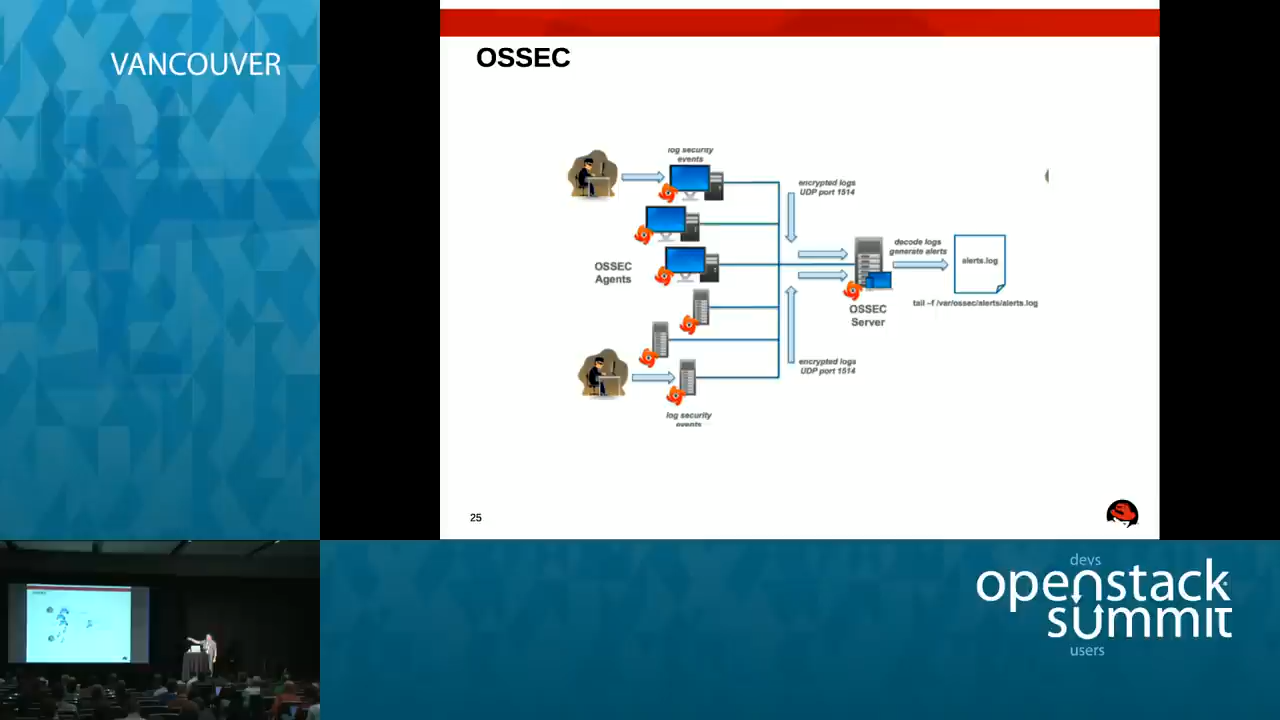 VANCOUVER
OSSEC
log security
events
encrypted logs
UDP port 1514
OSSEC
Agents
decode logs
generate alerts
alerts.log
tail –f /var/ossec/alerts/alerts.log
OSSEC
Server
encrypted logs
UDP port 1514
log security
events
25
devs
openstack
summit
users